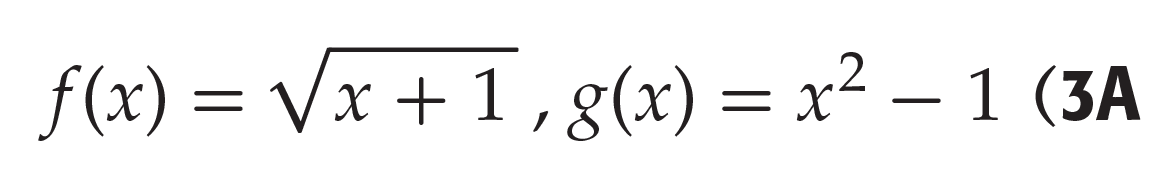 f(x) = √(x + 1) , g(x) = x² − 1 (3A